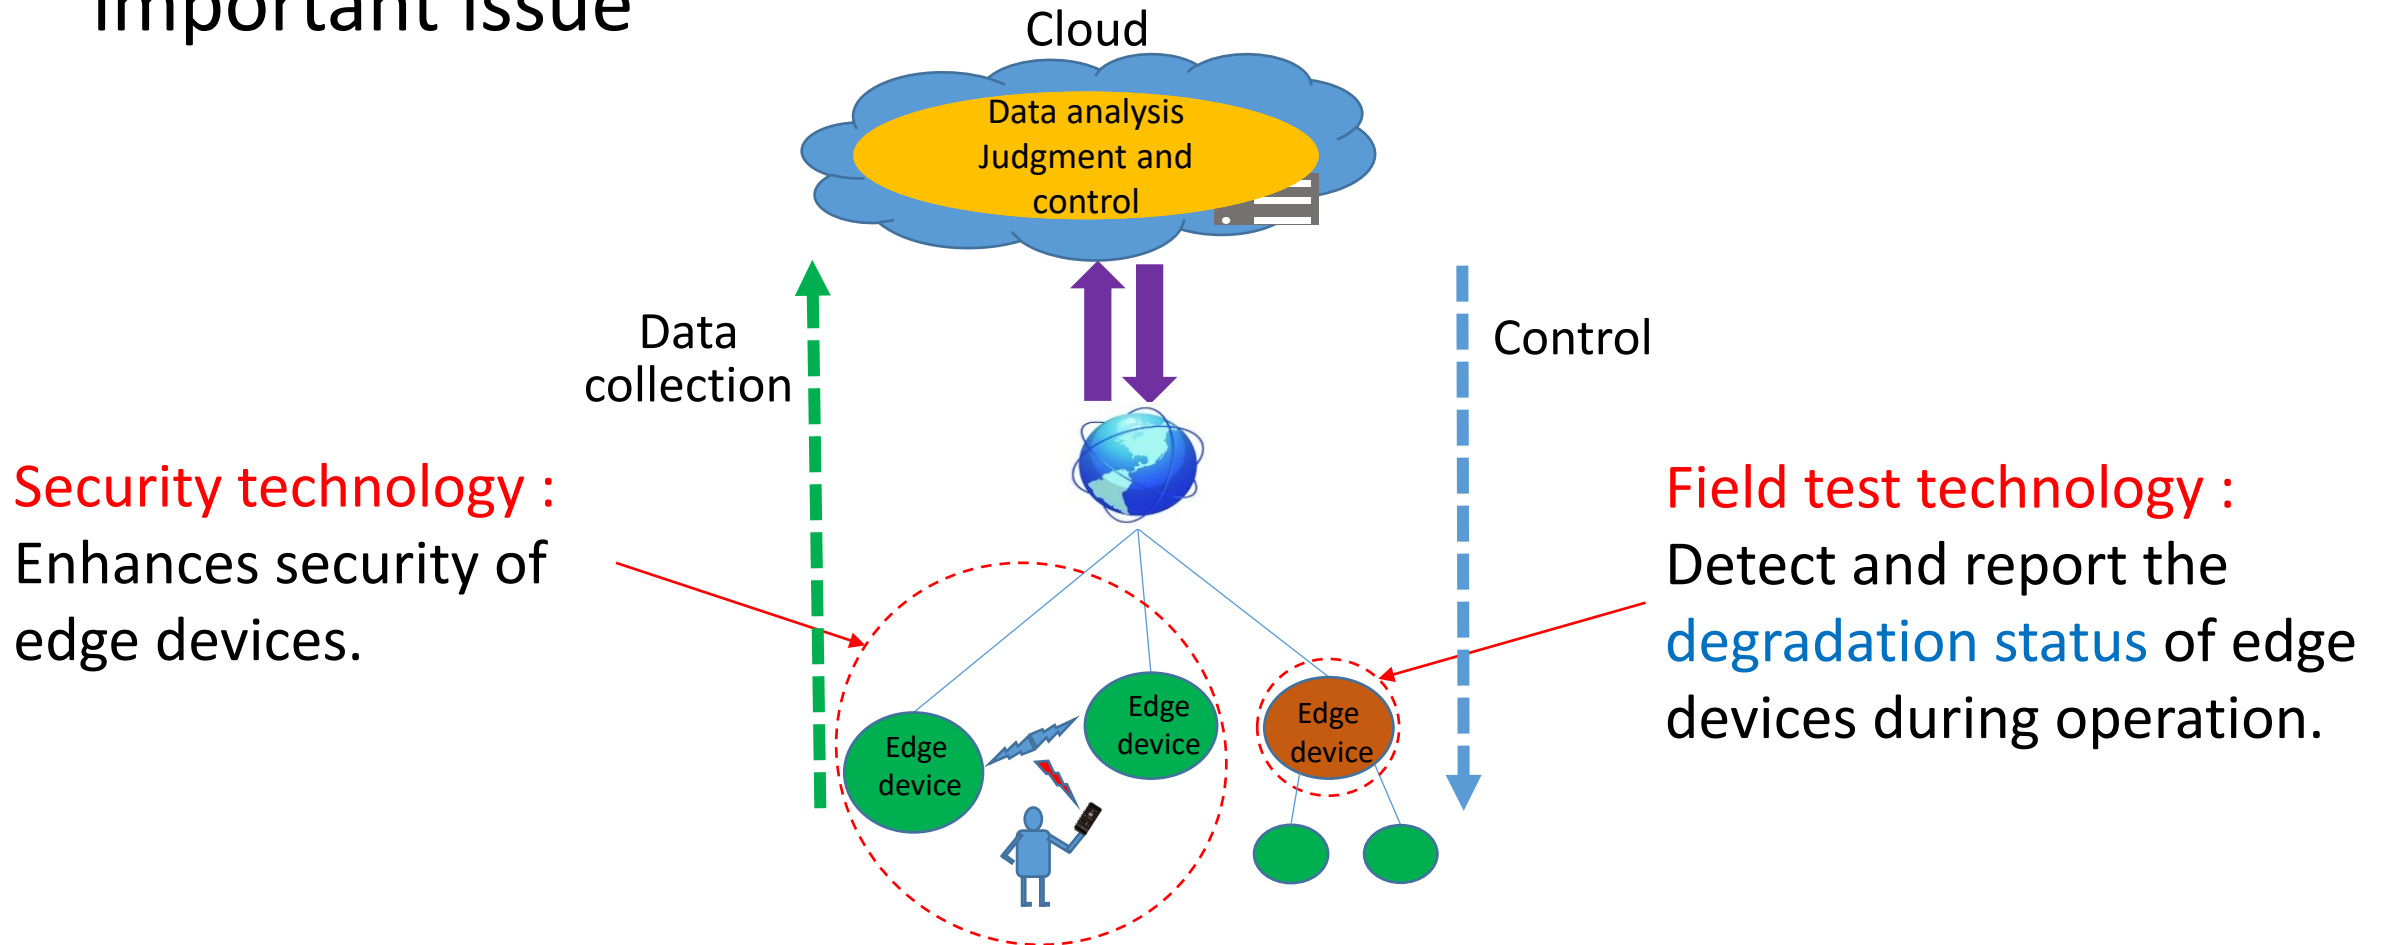 important issue
Cloud
Data analysis
Judgment and
control
Data
collection
Control
Security technology :
Enhances security of
edge devices.
Field test technology :
Detect and report the
degradation status of edge
devices during operation.
Edge
device
Edge
device
Edge
device